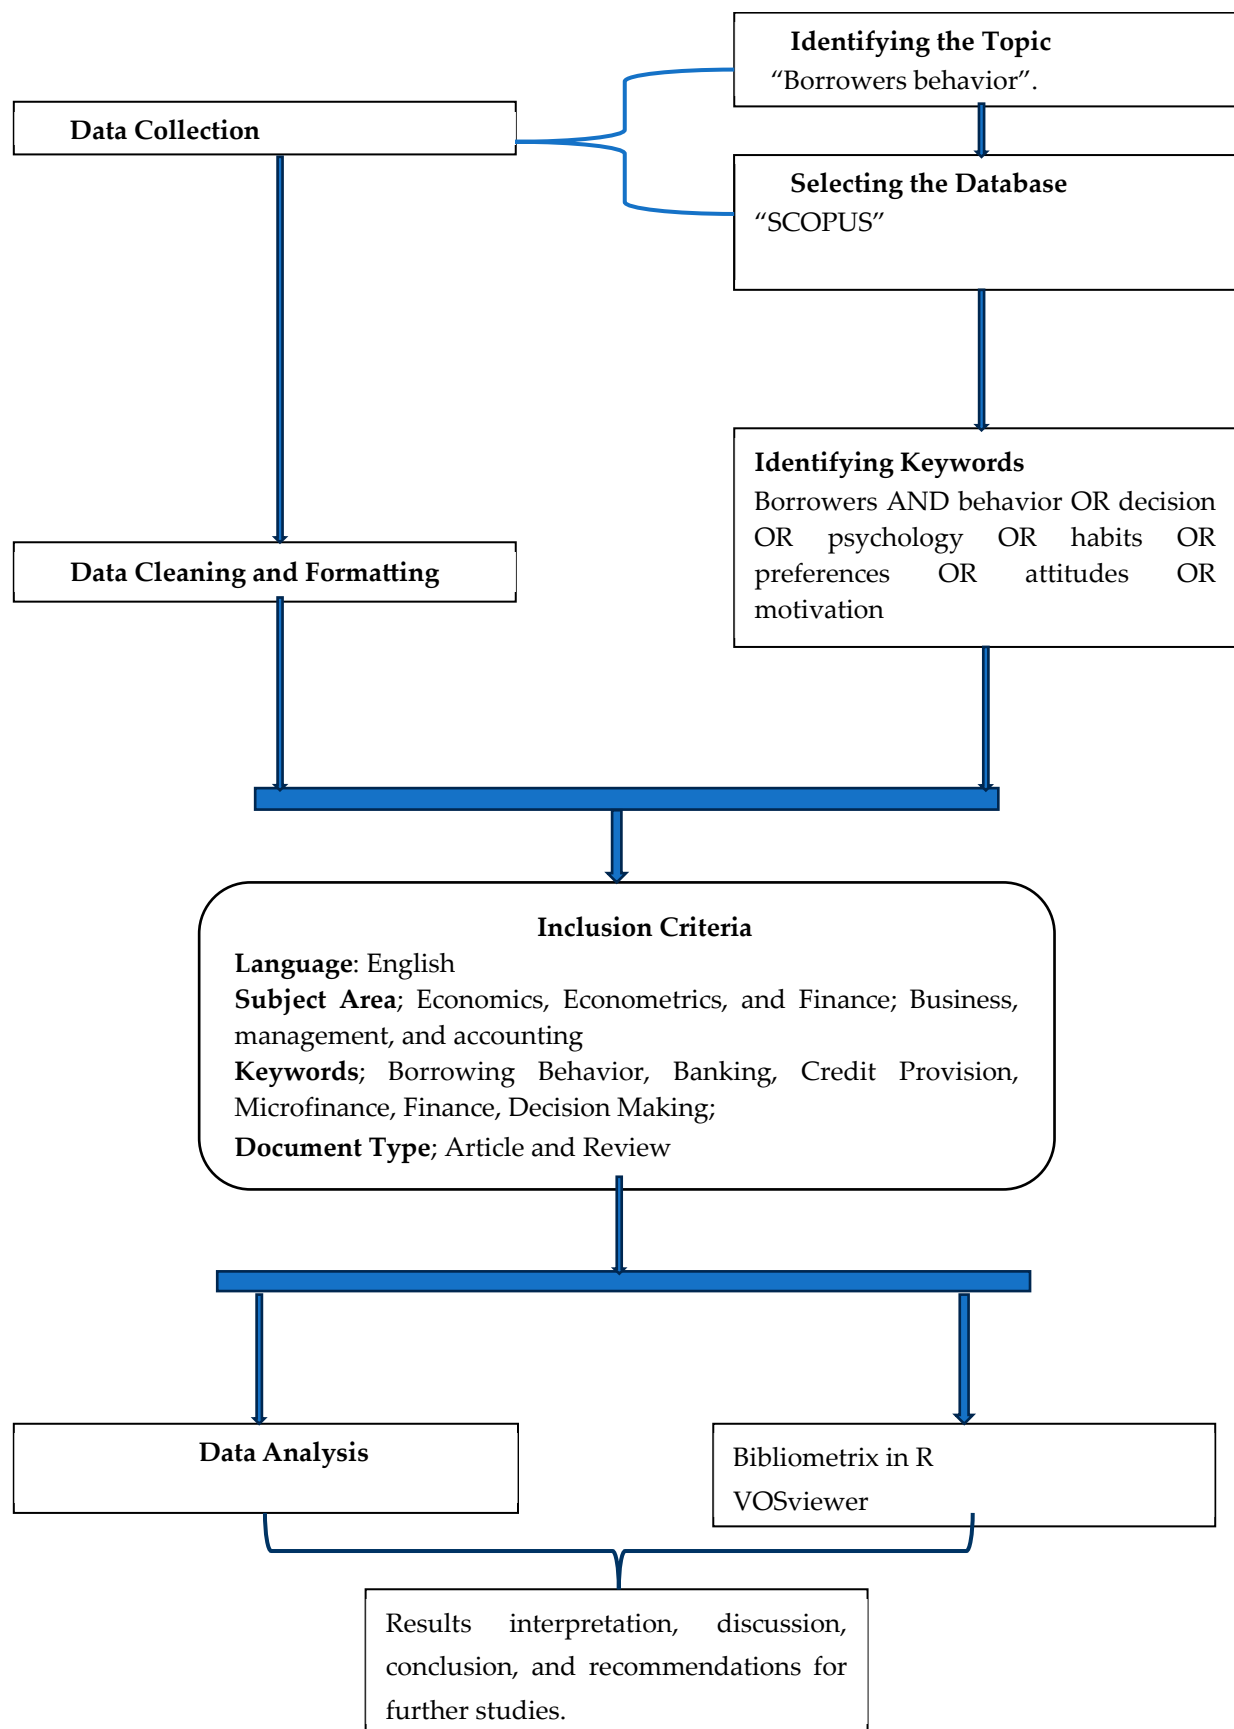 Identifying the Topic
“Borrowers behavior”.
Data Collection
Selecting the Database
“SCOPUS”
Identifying Keywords
Borrowers AND behavior OR decision
OR psychology OR habits OR
preferences OR attitudes OR
motivation
Data Cleaning and Formatting
Inclusion Criteria
Language: English
Subject Area; Economics, Econometrics, and Finance; Business,
management, and accounting
Keywords; Borrowing Behavior, Banking, Credit Provision,
Microfinance, Finance, Decision Making;
Document Type; Article and Review
Data Analysis
Bibliometrix in R
VOSviewer
Results interpretation, discussion,
conclusion, and recommendations for
further studies.